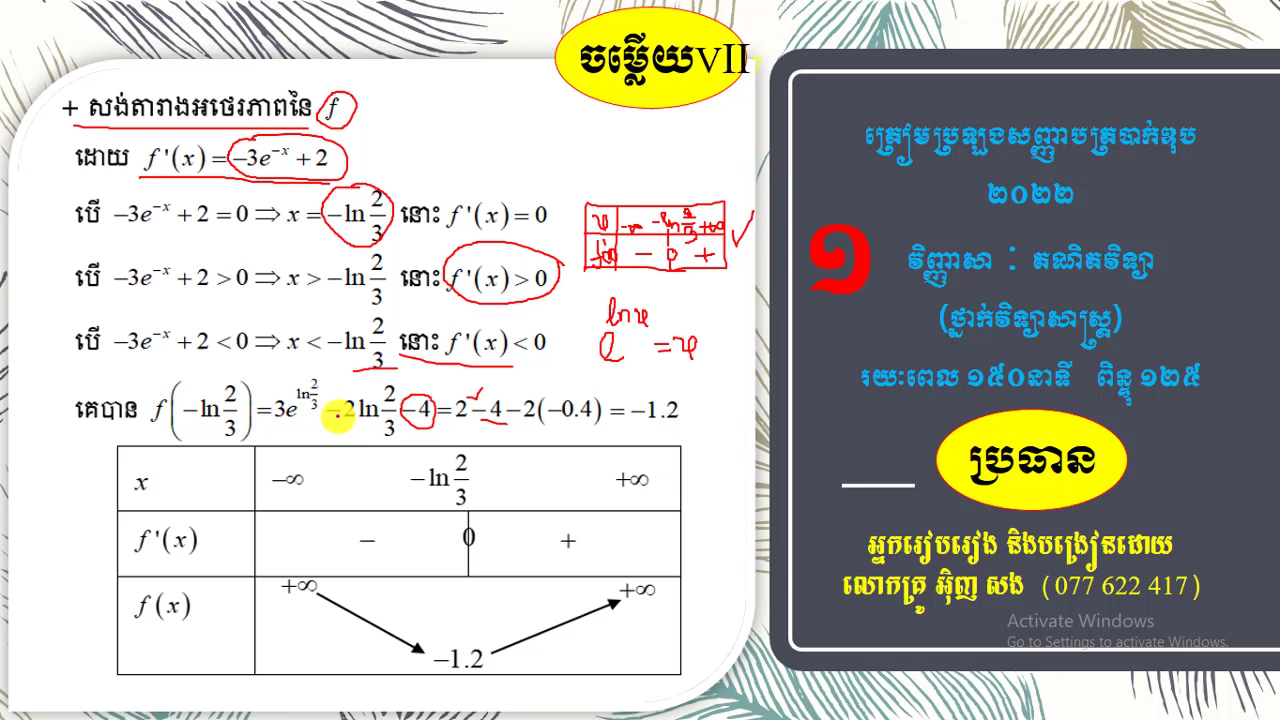 ចម្លើយVII
+ សង់តារាងអថេរភាពនៃ f
ដោយ f '(x) = −3e^{−x} + 2
បើ −3e^{−x} + 2 = 0 ⇒ x = −ln 2/3 នោះ f '(x) = 0
បើ −3e^{−x} + 2 > 0 ⇒ x > −ln 2/3 នោះ f '(x) > 0
បើ −3e^{−x} + 2 < 0 ⇒ x < −ln 2/3 នោះ f '(x) < 0
គេបាន f(−ln 2/3) = 3e^{ln 2/3} −2ln 2/3 −4 = 2 − 4 − 2(−0.4) = −1.2
x −∞ −ln 2/3 +∞
f '(x) − 0 +
f (x) +∞ −1.2 +∞
− 0 +
ត្រៀមប្រឡងសញ្ញាបត្របាក់ឌុប
២០២២
១
វិញ្ញាសា : គណិតវិទ្យា
(ថ្នាក់វិទ្យាសាស្ត្រ)
រយៈពេល ១៥០នាទី ពិន្ទុ ១២៥
ប្រធាន
អ្នករៀបរៀង និងបង្រៀនដោយ
លោកគ្រូ អ៊ិញ សង (077 622 417)
Activate Windows
Go to Settings to activate Windows.